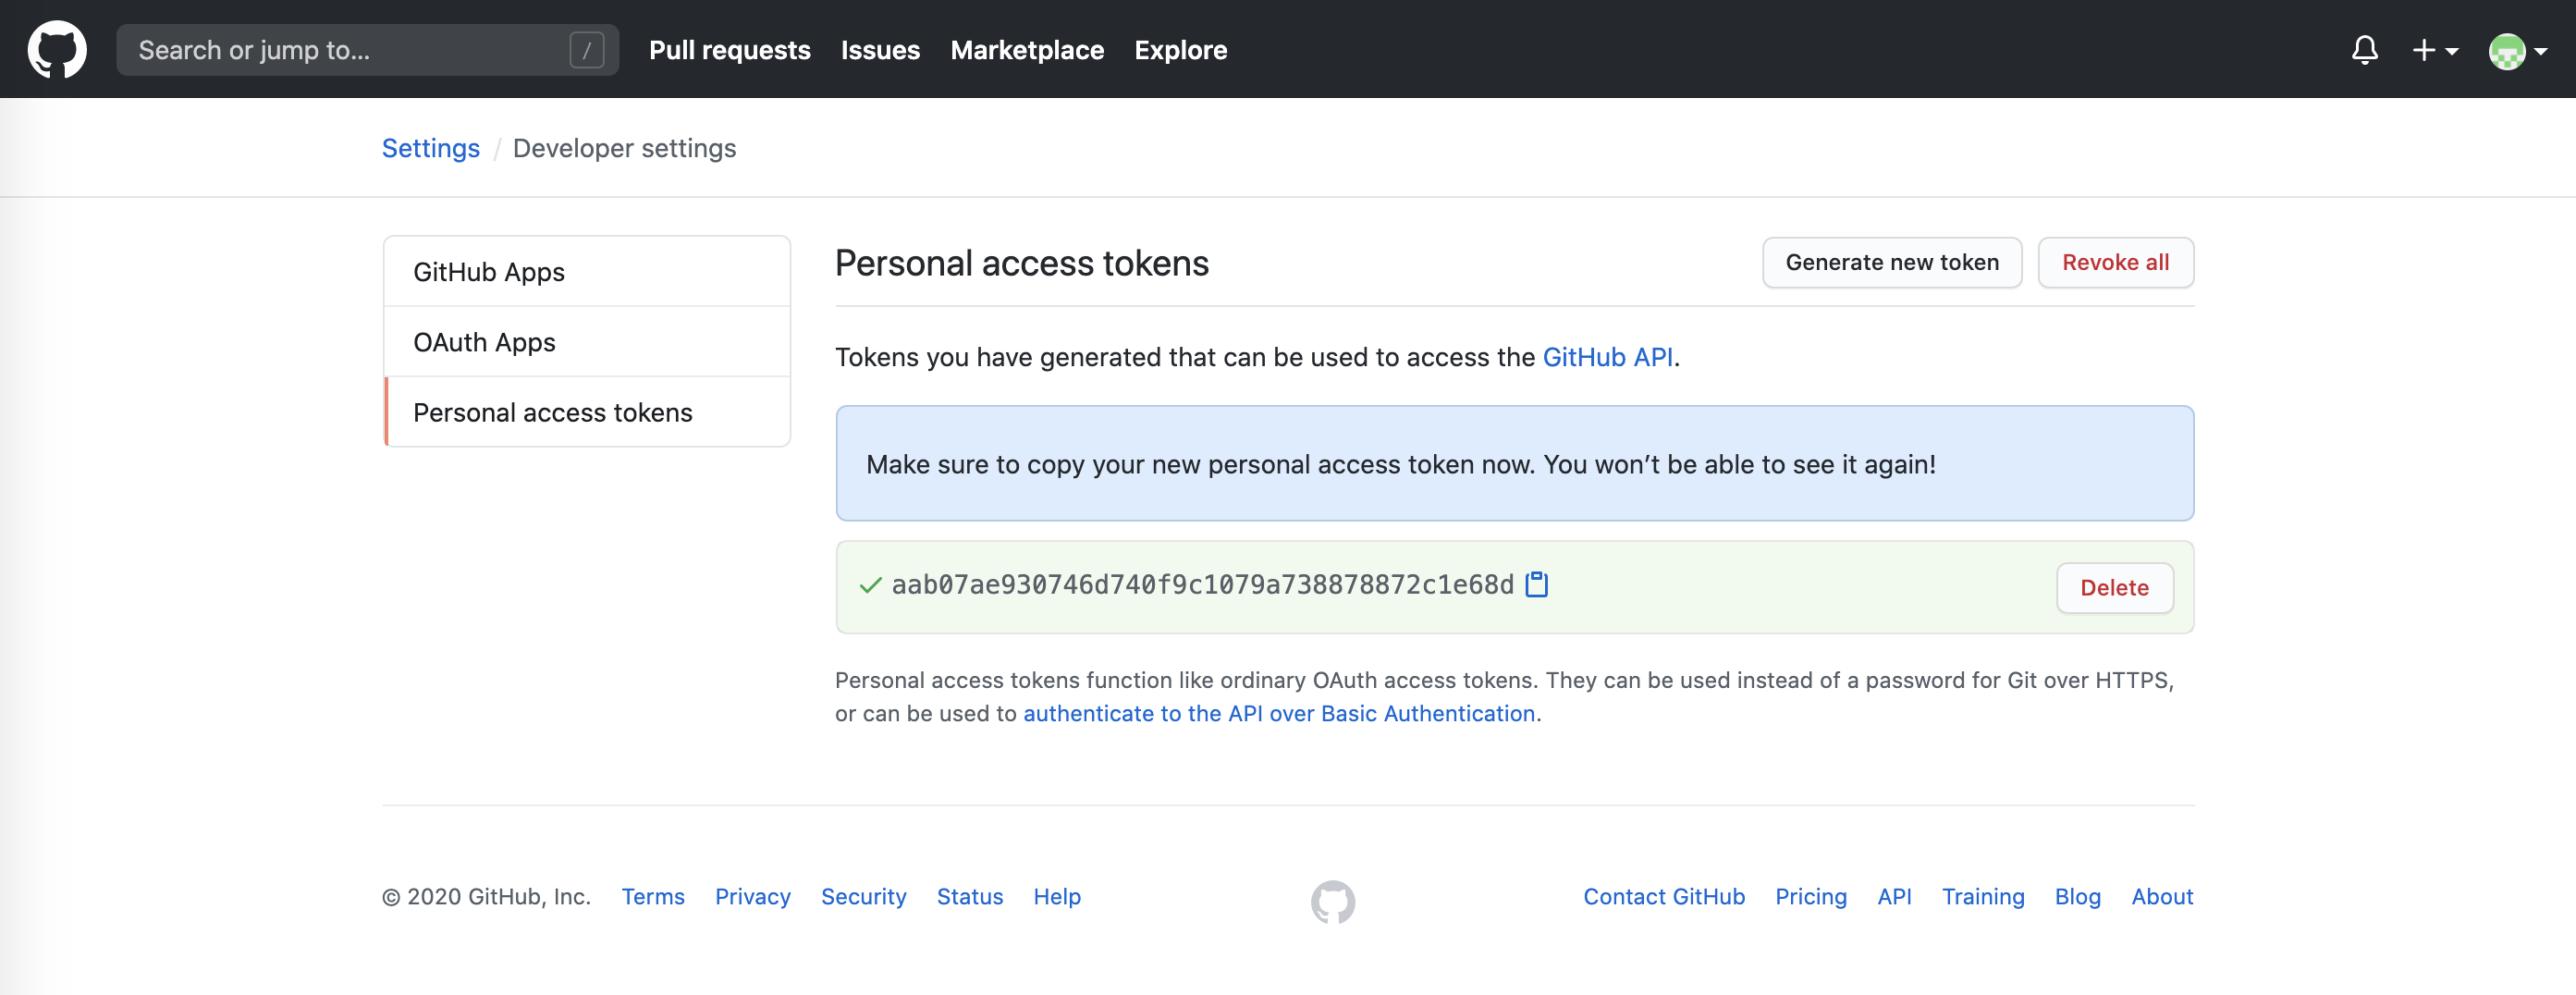 Search or jump to... /
Pull requests Issues Marketplace Explore
Settings / Developer settings
GitHub Apps
OAuth Apps
Personal access tokens
Personal access tokens
Generate new token Revoke all
Tokens you have generated that can be used to access the GitHub API.
Make sure to copy your new personal access token now. You won’t be able to see it again!
aab07ae930746d740f9c1079a738878872c1e68d
Delete
Personal access tokens function like ordinary OAuth access tokens. They can be used instead of a password for Git over HTTPS,
or can be used to authenticate to the API over Basic Authentication.
© 2020 GitHub, Inc. Terms Privacy Security Status Help
Contact GitHub Pricing API Training Blog About